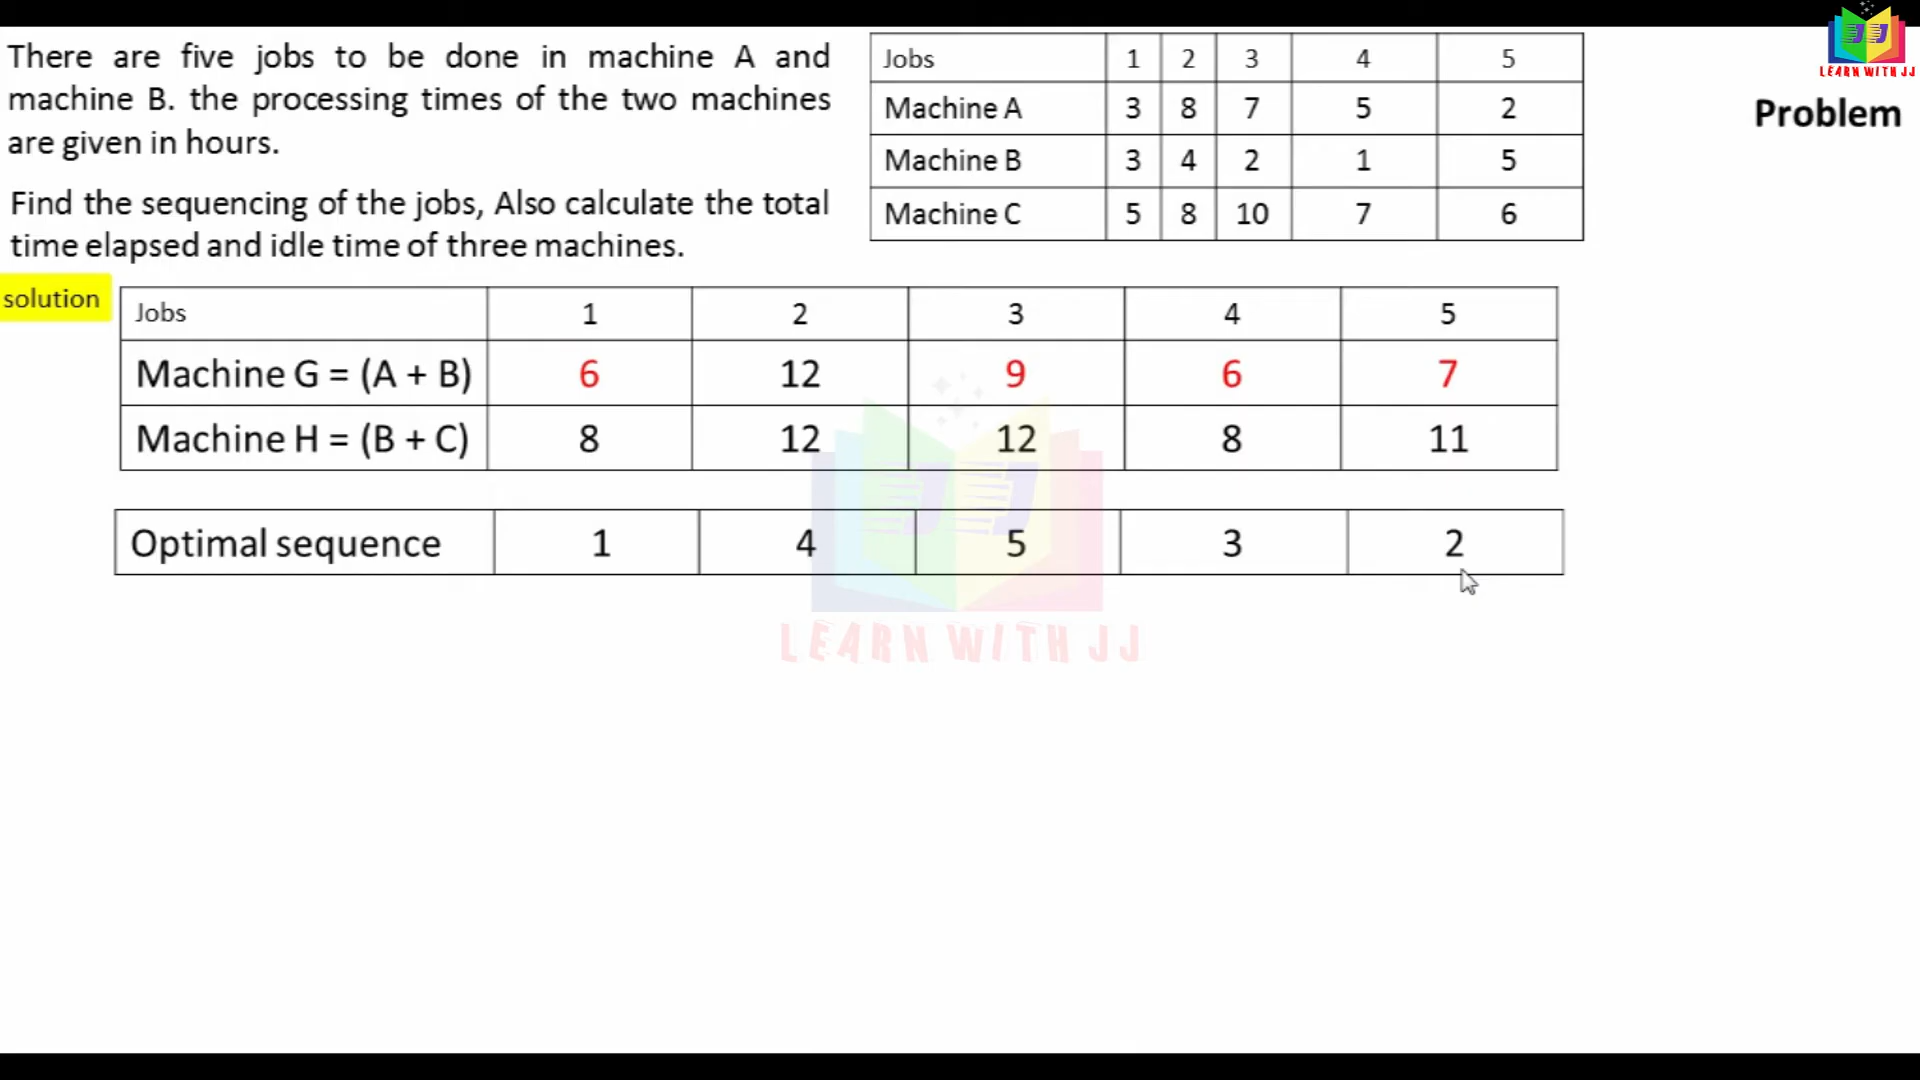 There are five jobs to be done in machine A and
machine B. the processing times of the two machines
are given in hours.
Find the sequencing of the jobs, Also calculate the total
time elapsed and idle time of three machines.
Jobs 1 2 3 4 5
Machine A 3 8 7 5 2
Machine B 3 4 2 1 5
Machine C 5 8 10 7 6
JJ
LEARN WITH JJ
Problem
solution
Jobs 1 2 3 4 5
Machine G = (A + B) 6 12 9 6 7
Machine H = (B + C) 8 12 12 8 11
Optimal sequence 1 4 5 3 2
JJ
LEARN WITH JJ